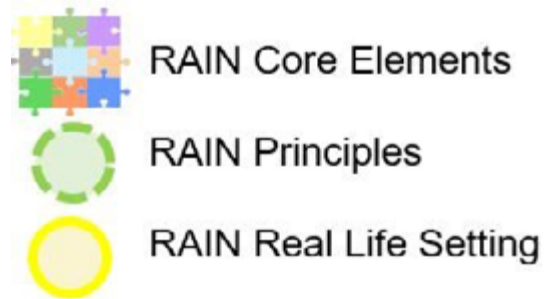 RAIN Core Elements
RAIN Principles
RAIN Real Life Setting